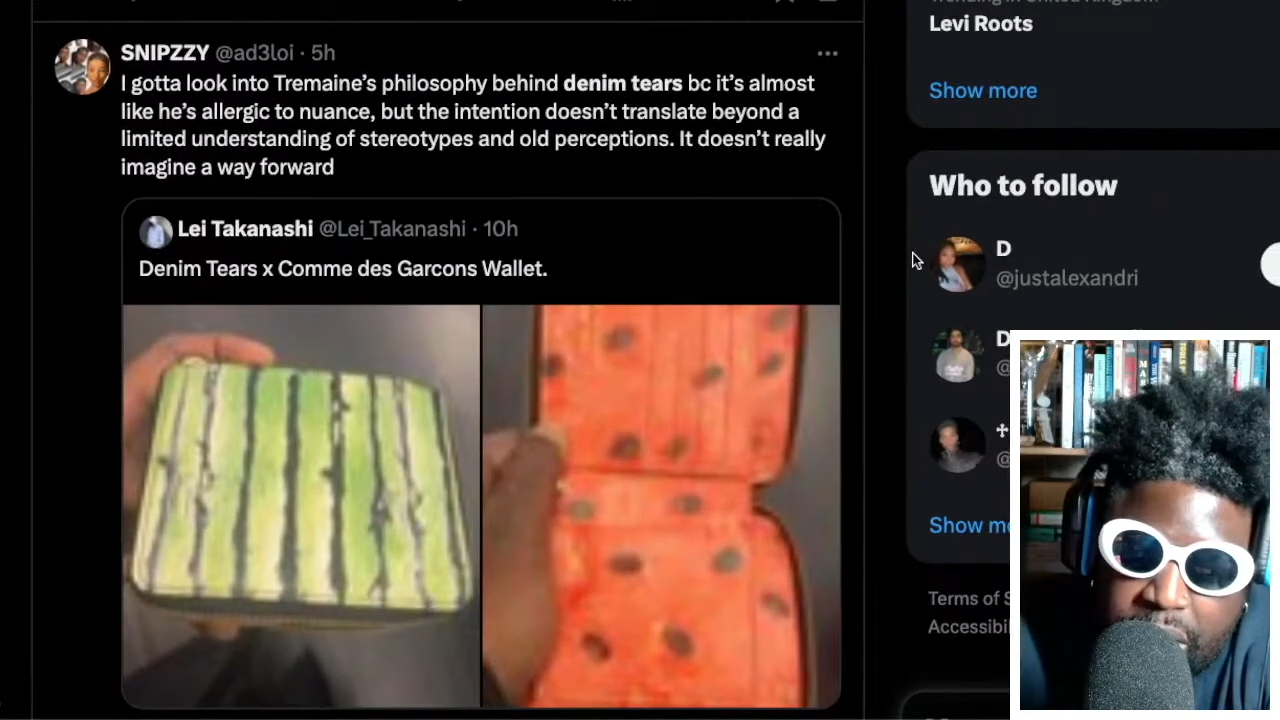 Levi Roots
Show more
SNIPZZY @ad3loi · 5h
I gotta look into Tremaine’s philosophy behind denim tears bc it’s almost
like he’s allergic to nuance, but the intention doesn’t translate beyond a
limited understanding of stereotypes and old perceptions. It doesn’t really
imagine a way forward
Lei Takanashi @Lei_Takanashi · 10h
Denim Tears x Comme des Garcons Wallet.
Who to follow
D
@justalexandri
D
@
@
Show
Terms of